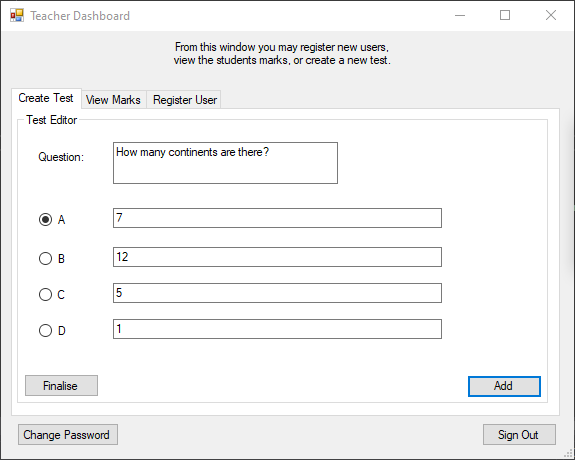 Teacher Dashboard
From this window you may register new users,
view the students marks, or create a new test.
Create Test View Marks Register User
Test Editor
Question: How many continents are there?
A 7
B 12
C 5
D 1
Finalise Add
Change Password Sign Out